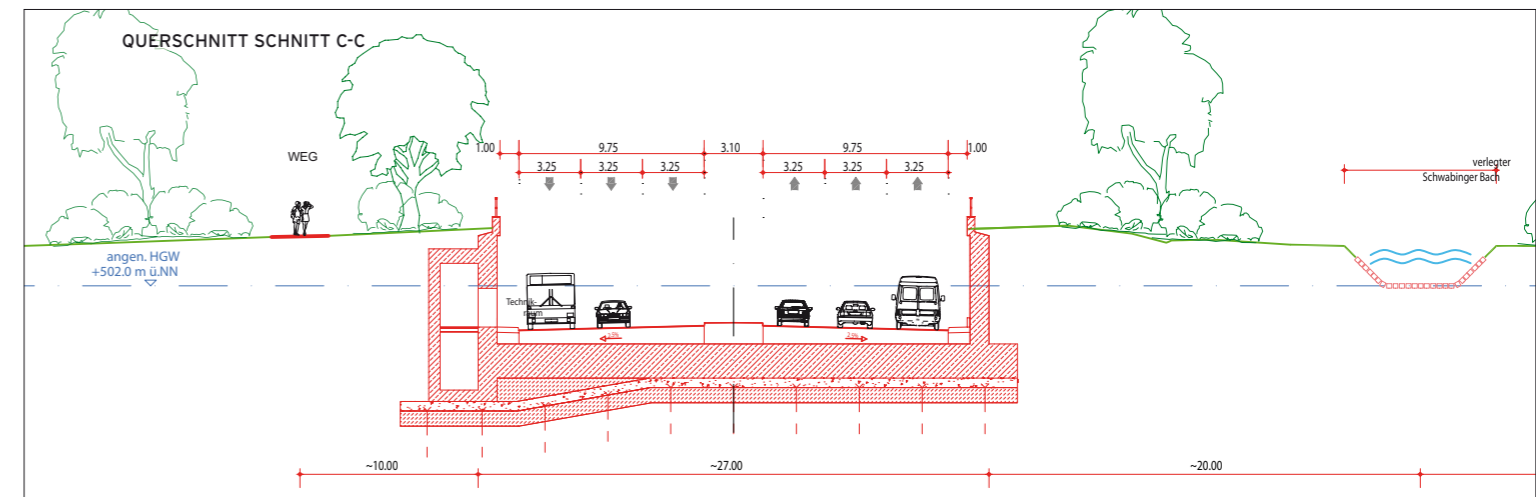 QUERSCHNITT SCHNITT C-C
WEG
1.00 9.75 3.10 9.75 1.00
3.25 3.25 3.25 3.25 3.25 3.25
verlegter
Schwabinger Bach
angen. HGW
+502.0 m ü.NN
Technik-
raum
~10.00 ~27.00 ~20.00